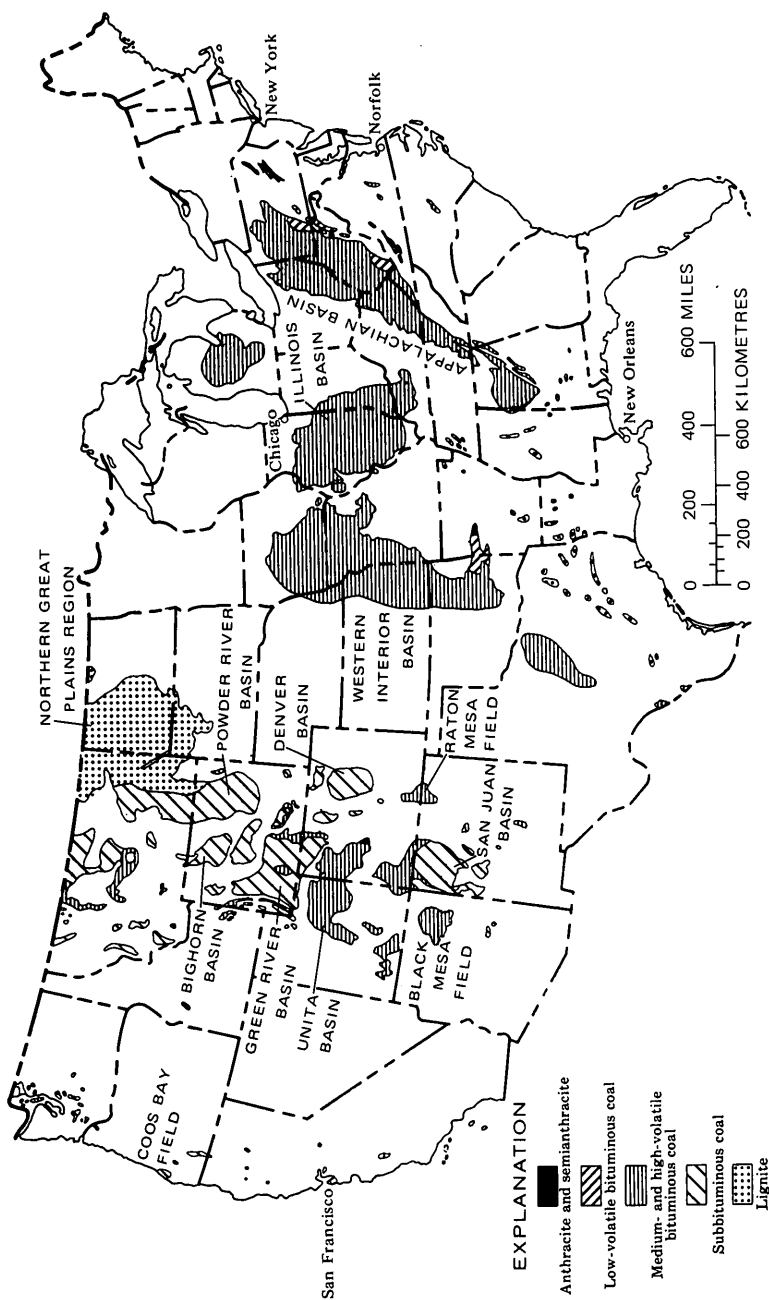 NORTHERN GREAT
PLAINS REGION
POWDER RIVER
BASIN
DENVER
BASIN
WESTERN
INTERIOR
BASIN
RATON
MESA
FIELD
SAN JUAN
BASIN
BIGHORN
BASIN
GREEN RIVER
BASIN
UNITA
BASIN
BLACK
MESA
FIELD
COOS BAY
FIELD
San Francisco
Chicago
ILLINOIS
BASIN
APPALACHIAN BASIN
New York
Norfolk
New Orleans
0 200 400 600 MILES
0 200 400 600 KILOMETRES
EXPLANATION
Anthracite and semianthracite
Low-volatile bituminous coal
Medium- and high-volatile
bituminous coal
Subbituminous coal
Lignite